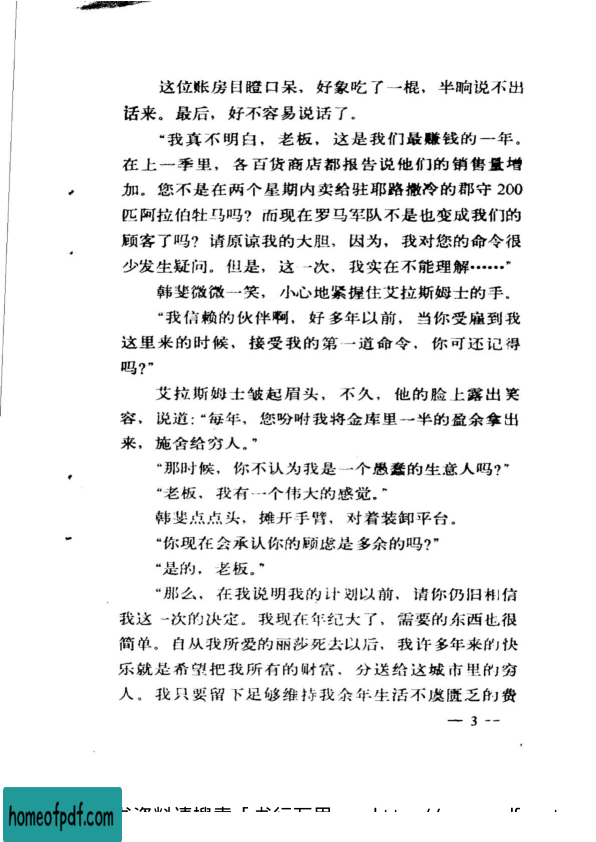 这位账房目瞪口呆，好象吃了一棍，半晌说不出
话来。最后，好不容易说话了。
“我真不明白，老板，这是我们最赚钱的一年。
在上一季里，各百货商店都报告说他们的销售量增
加。您不是在两个星期内卖给驻耶路撒冷的郡守 200
匹阿拉伯牡马吗？而现在罗马军队不是也变成我们的
顾客了吗？请原谅我的大胆，因为，我对您的命令很
少发生疑问。但是，这一次，我实在不能理解……”
韩斐微微一笑，小心地紧握住艾拉斯姆士的手。
“我信赖的伙伴啊，好多年以前，当你受雇到我
这里来的时候，接受我的第一道命令，你可还记得
吗？”
艾拉斯姆士皱起眉头，不久，他的脸上露出笑
容，说道：“每年，您吩咐我将金库里一半的盈余拿出
来，施舍给穷人。”
“那时候，你不认为我是一个愚蠢的生意人吗？”
“老板，我有一个伟大的感觉。”
韩斐点点头，摊开手臂，对着装卸平台。
“你现在会承认你的顾虑是多余的吗？”
“是的，老板。”
“那么，在我说明我的计划以前，请你仍旧相信
我这一次的决定。我现在年纪大了，需要的东西也很
简单。自从我所爱的丽莎死去以后，我许多年来的快
乐就是希望把我所有的财富，分送给这城市里的穷
人。我只要留下足够维持我余年生活不虞匮乏的费
— 3 --
homeofpdf.com